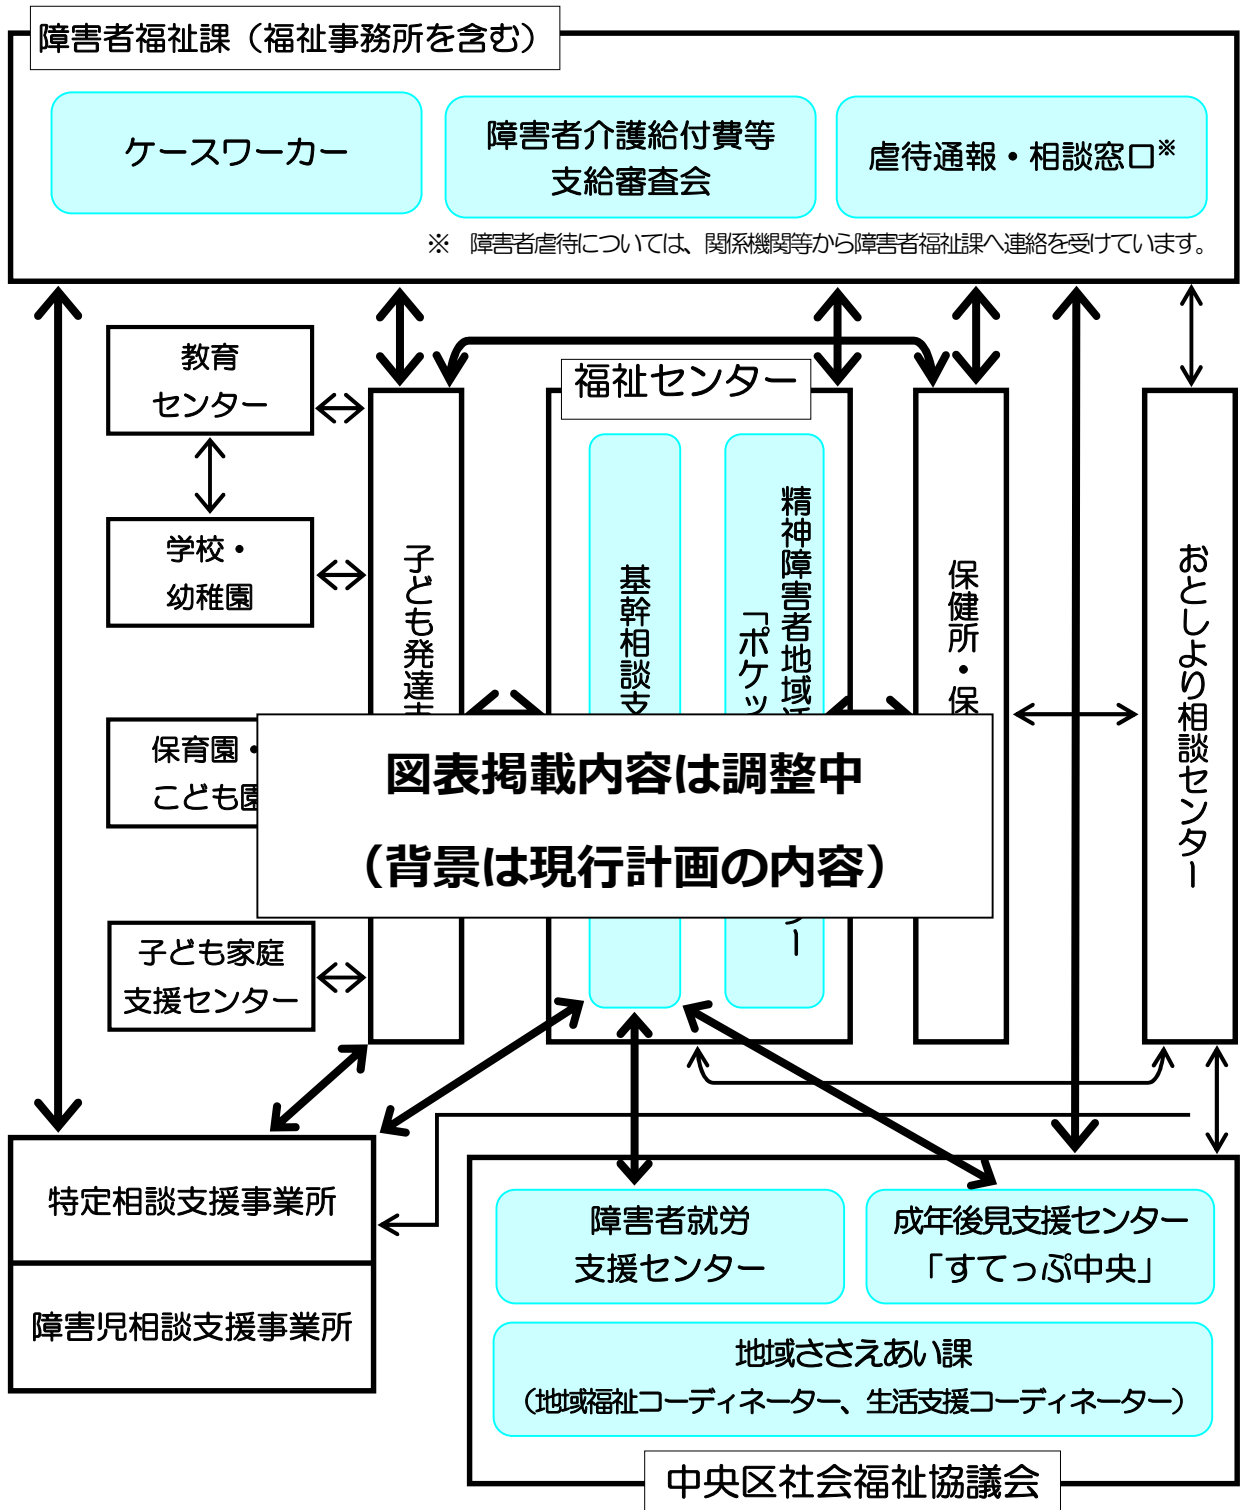 障害者福祉課（福祉事務所を含む）
ケースワーカー
障害者介護給付費等
支給審査会
虐待通報・相談窓口※
※　障害者虐待については、関係機関等から障害者福祉課へ連絡を受けています。
教育
センター
学校・
幼稚園
保育園・
こども園
子ども家庭
支援センター
子ども発達支
福祉センター
基幹相談支
精神障害者地域活
「ポケッ
ター
保健所・保
おとしより相談センター
図表掲載内容は調整中
（背景は現行計画の内容）
特定相談支援事業所
障害児相談支援事業所
障害者就労
支援センター
成年後見支援センター
「すてっぷ中央」
地域ささえあい課
（地域福祉コーディネーター、生活支援コーディネーター）
中央区社会福祉協議会